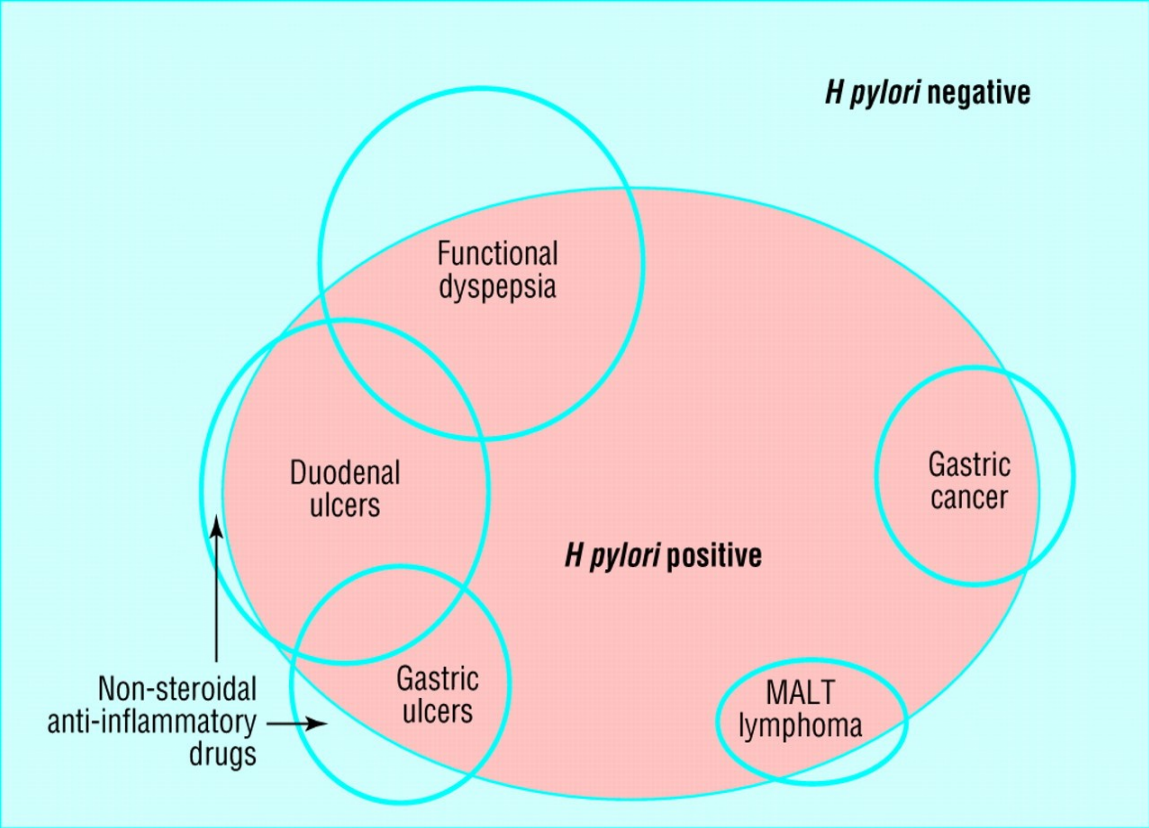 H pylori negative
Functional
dyspepsia
Duodenal
ulcers
Gastric
cancer
H pylori positive
Gastric
ulcers
MALT
lymphoma
Non-steroidal
anti-inflammatory
drugs